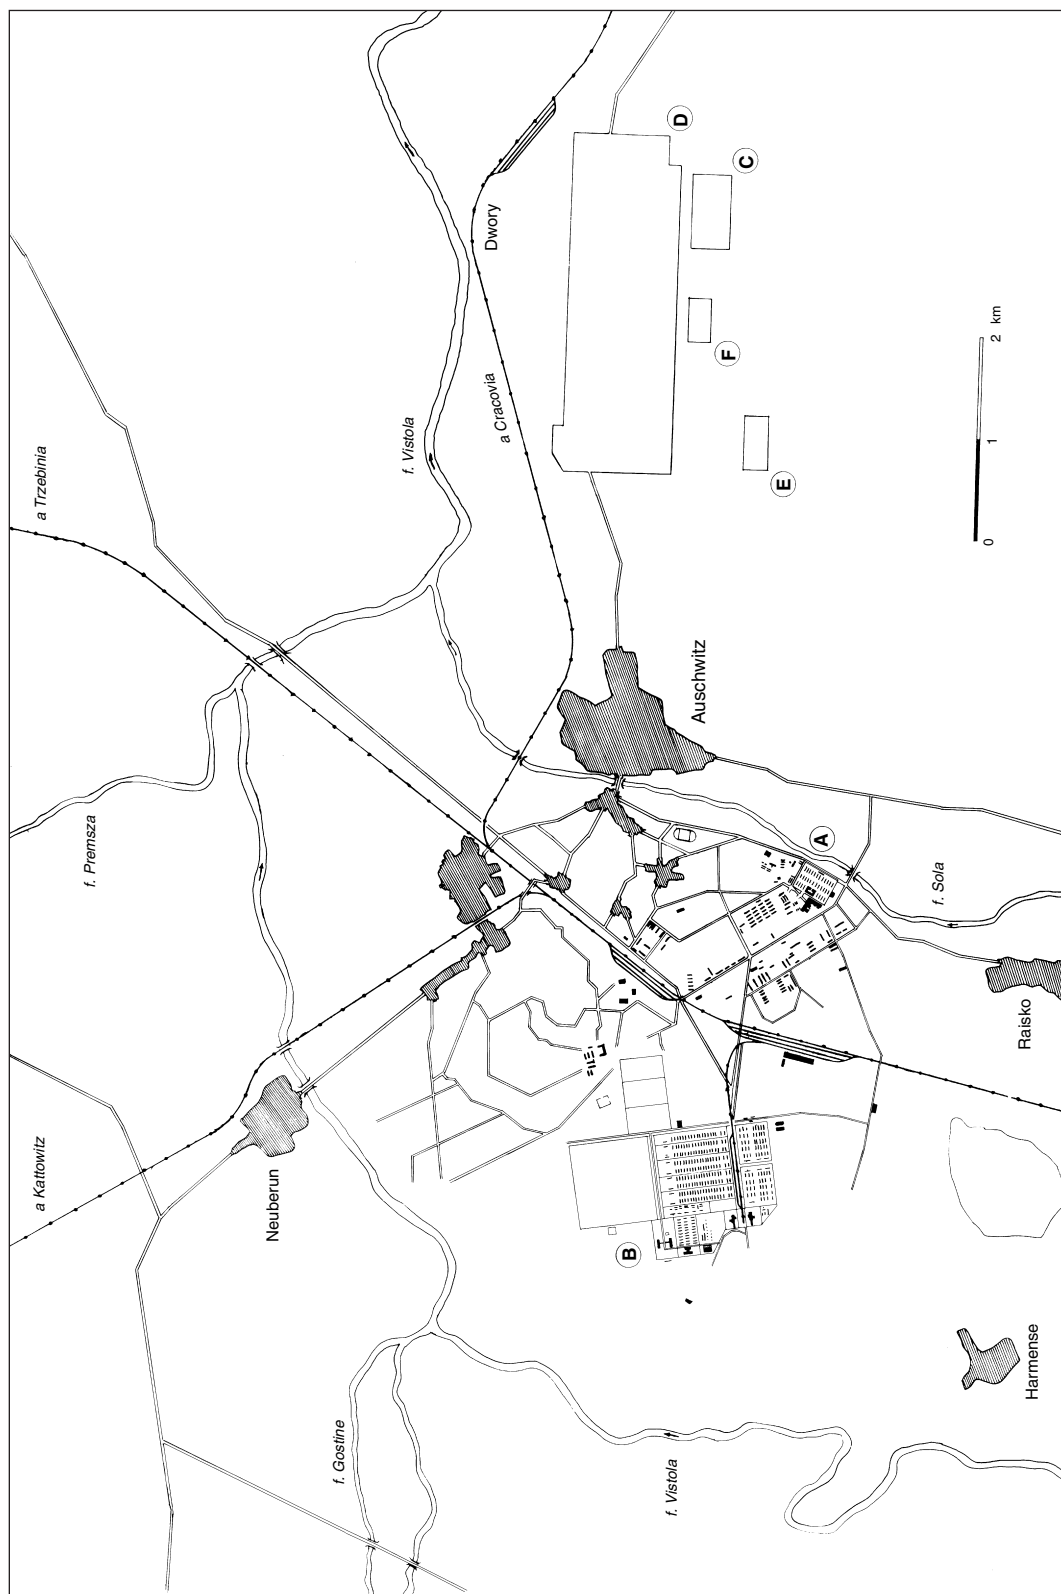 a Kattowitz
f. Premsza
a Trzebinia
Neuberun
f. Gostine
f. Vistola
a Cracovia
Dwory
f. Vistola
B
Auschwitz
D
C
F
E
A
Harmense
Raisko
f. Sola
0 1 2 km